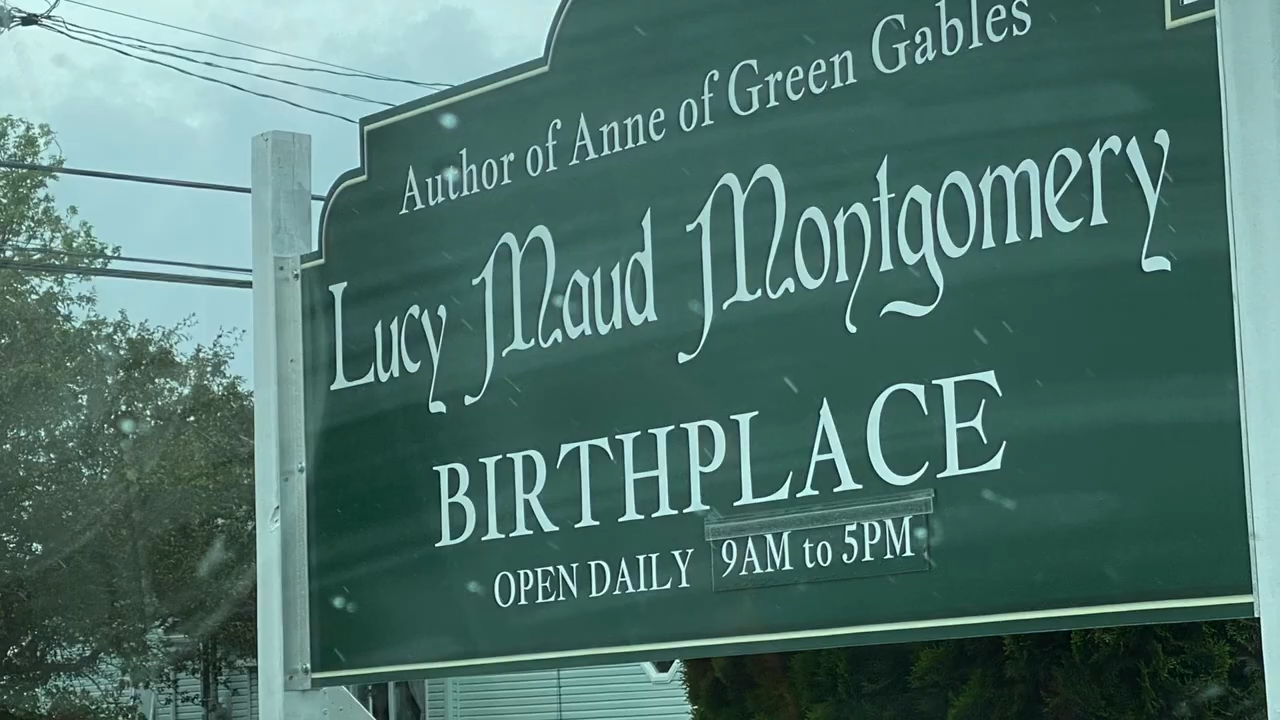 Author of Anne of Green Gables
Lucy Maud Montgomery
BIRTHPLACE
OPEN DAILY 9AM to 5PM